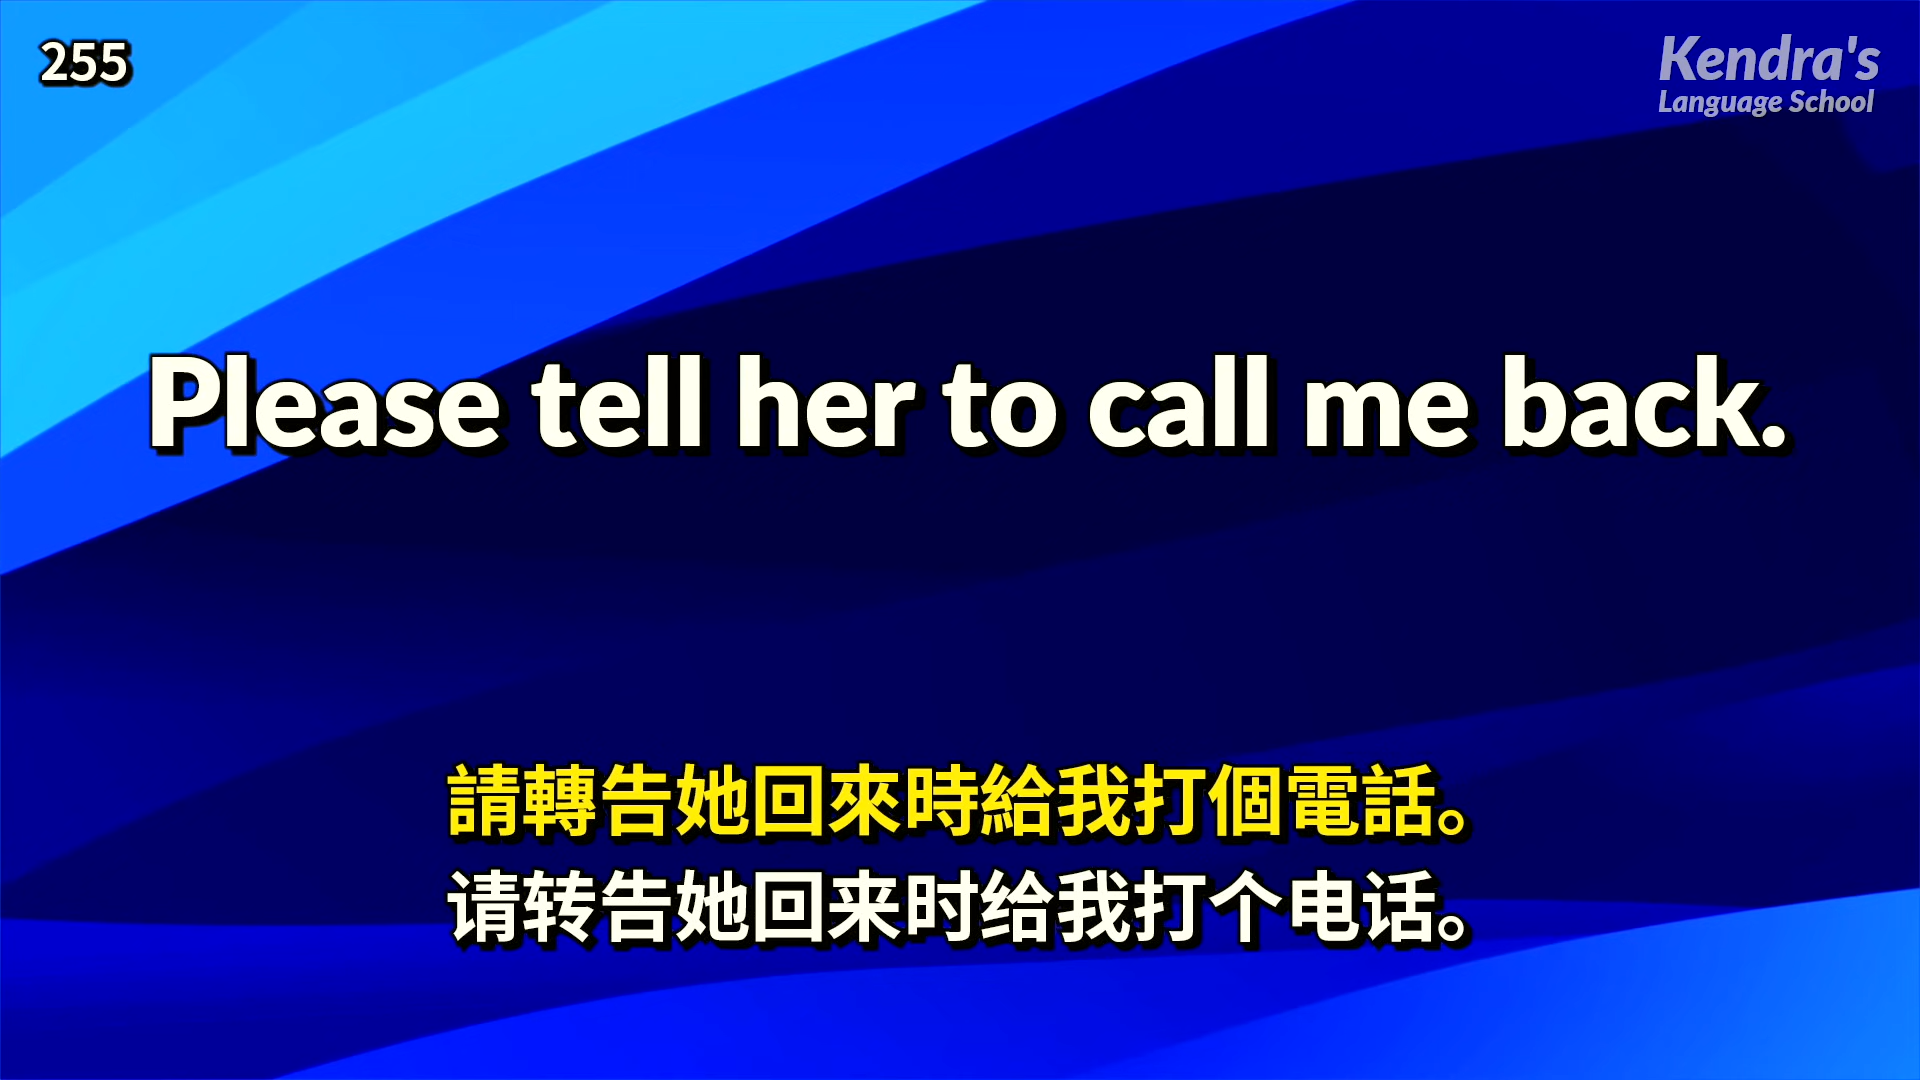 255
Kendra's
Language School
Please tell her to call me back.
請轉告她回來時給我打個電話。
请转告她回来时给我打个电话。